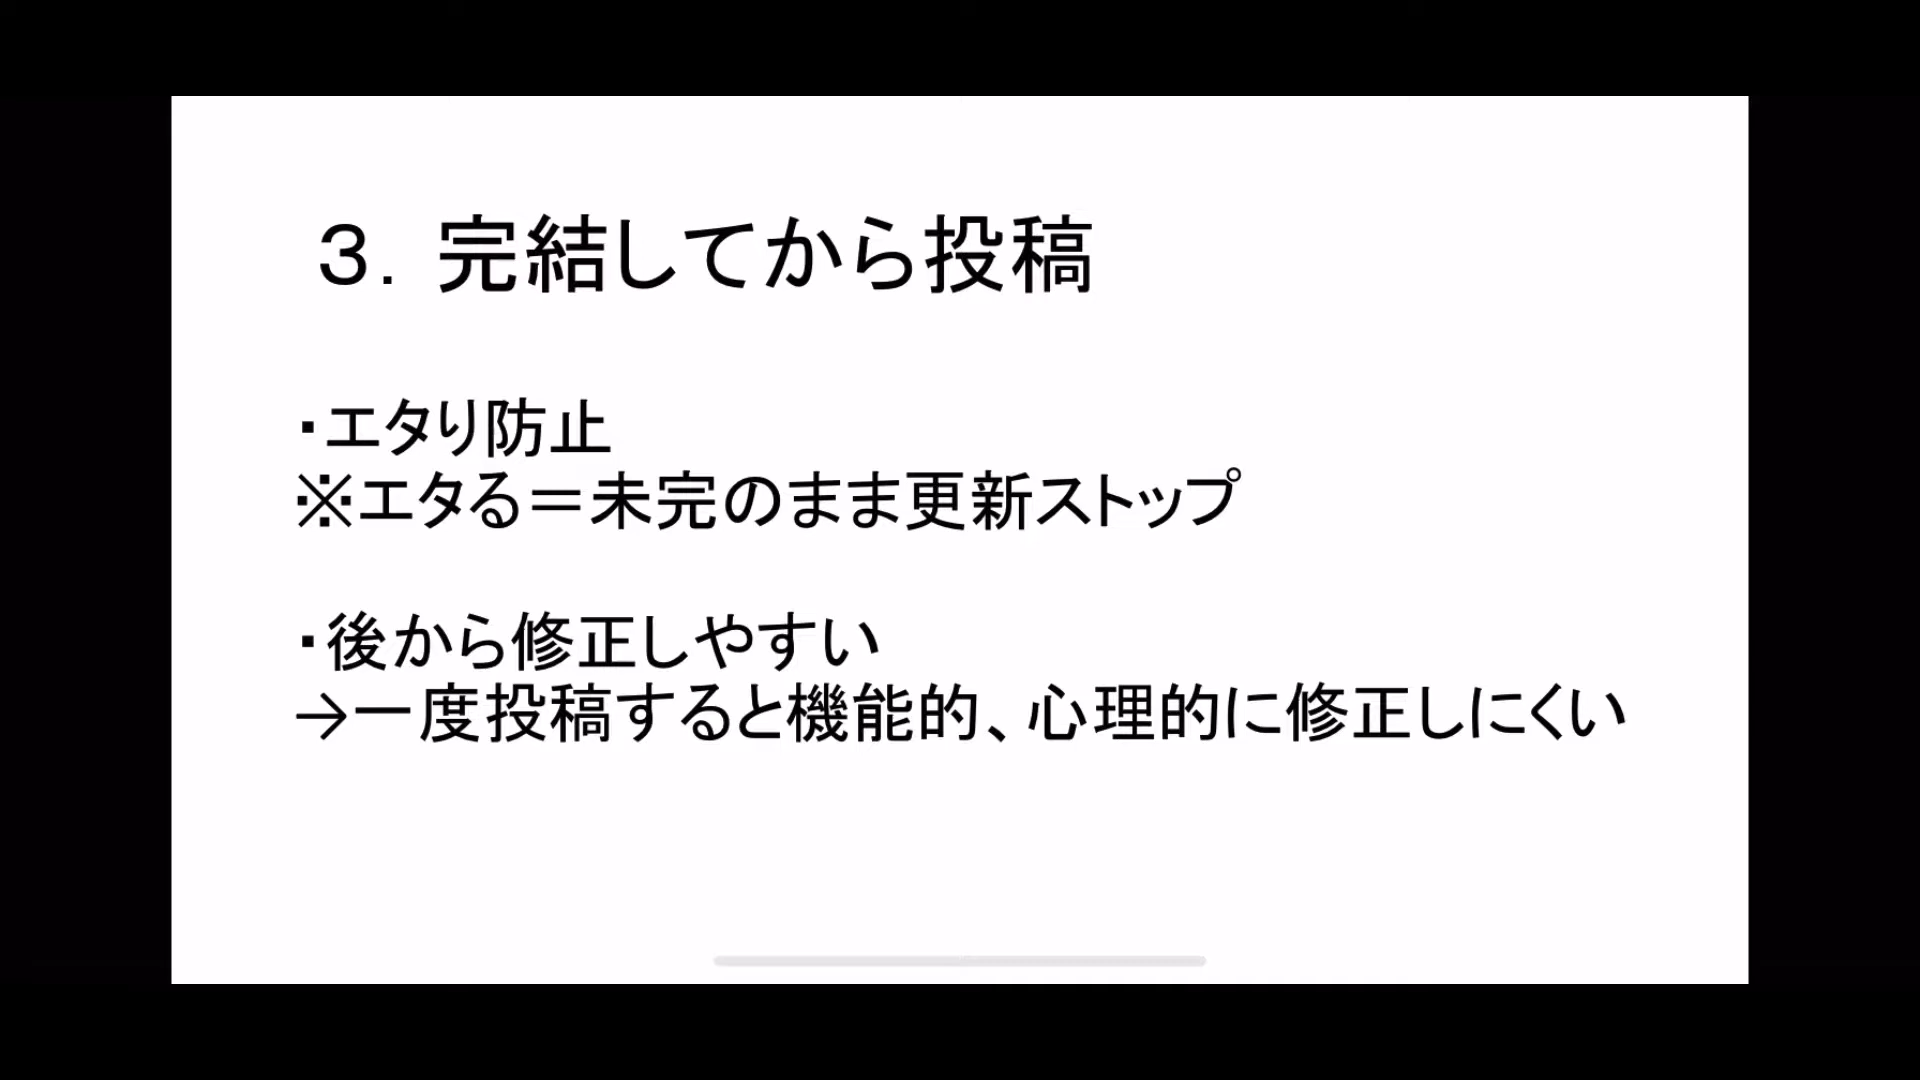 ３．完結してから投稿
・エタり防止
※エタる＝未完のまま更新ストップ
・後から修正しやすい
→一度投稿すると機能的、心理的に修正しにくい